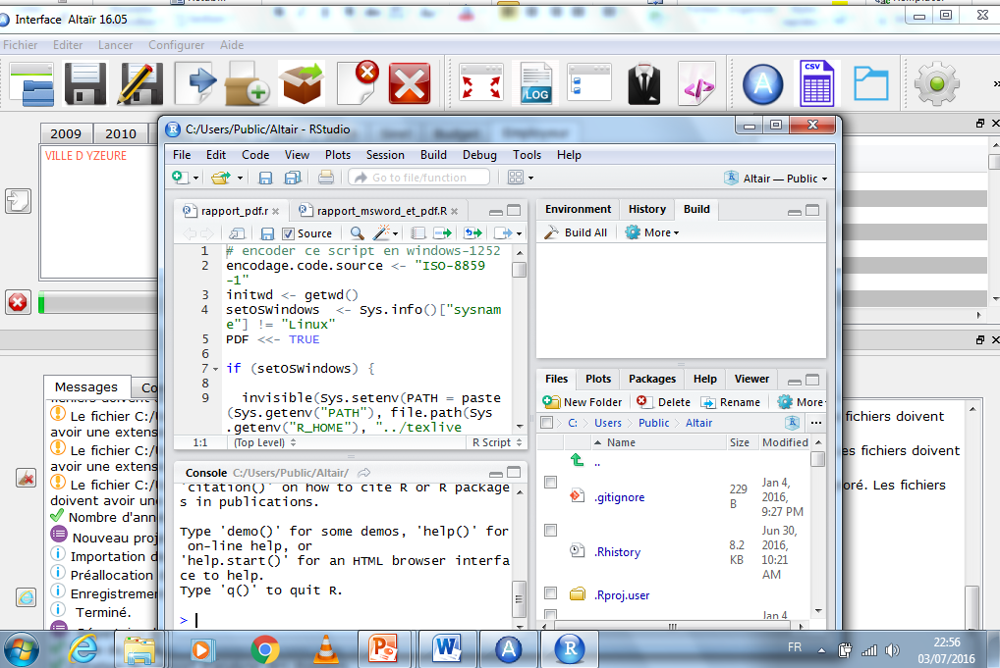 Interface Altaïr 16.05
Fichier Editer Lancer Configurer Aide
LOG
A
CSV
»
2009 2010
VILLE D YZEURE
C:/Users/Public/Altair - RStudio
File Edit Code View Plots Session Build Debug Tools Help
Go to file/function
Altair — Public
rapport_pdf.r
rapport_msword_et_pdf.R
Source
1 # encoder ce script en windows-1252
2 encodage.code.source <- "ISO-8859
-1"
3 initwd <- getwd()
4 setOSWindows <- Sys.info()["sysnam
e"] != "Linux"
5 PDF <<- TRUE
6
7 if (setOSWindows) {
8
9 invisible(Sys.setenv(PATH = paste
(Sys.getenv("PATH"), file.path(Sys
.getenv("R_HOME"), "../texlive
1:1 (Top Level) R Script
Console C:/Users/Public/Altair/
'citation()' on how to cite R or R package
s in publications.
Type 'demo()' for some demos, 'help()' for
on-line help, or
'help.start()' for an HTML browser interfa
ce to help.
Type 'q()' to quit R.
>
Environment History Build
Build All More
Files Plots Packages Help Viewer
New Folder Delete Rename More
C: Users Public Altair ...
Name Size Modified
..
.gitignore 229 B Jan 4, 2016, 9:27 PM
.Rhistory 8.2 KB Jun 30, 2016, 10:21 AM
.Rproj.user
Jan 4
Messages Co
Le fichier C:/
fichiers doivent
avoir une extens
Le fichier C:/U
es fichiers doivent
avoir une extens
Le fichier C:/U
oré. Les fichiers
doivent avoir une
Nombre d'ann
Nouveau proj
Importation d
Préallocation
Enregistremen
Terminé.
FR
22:56
03/07/2016